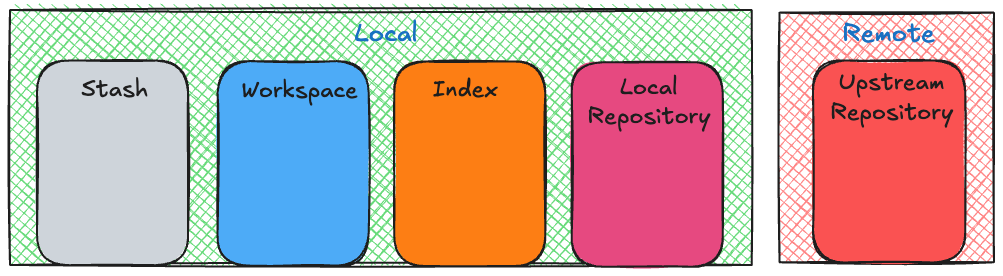 Local
Remote
Stash
Workspace
Index
Local
Repository
Upstream
Repository